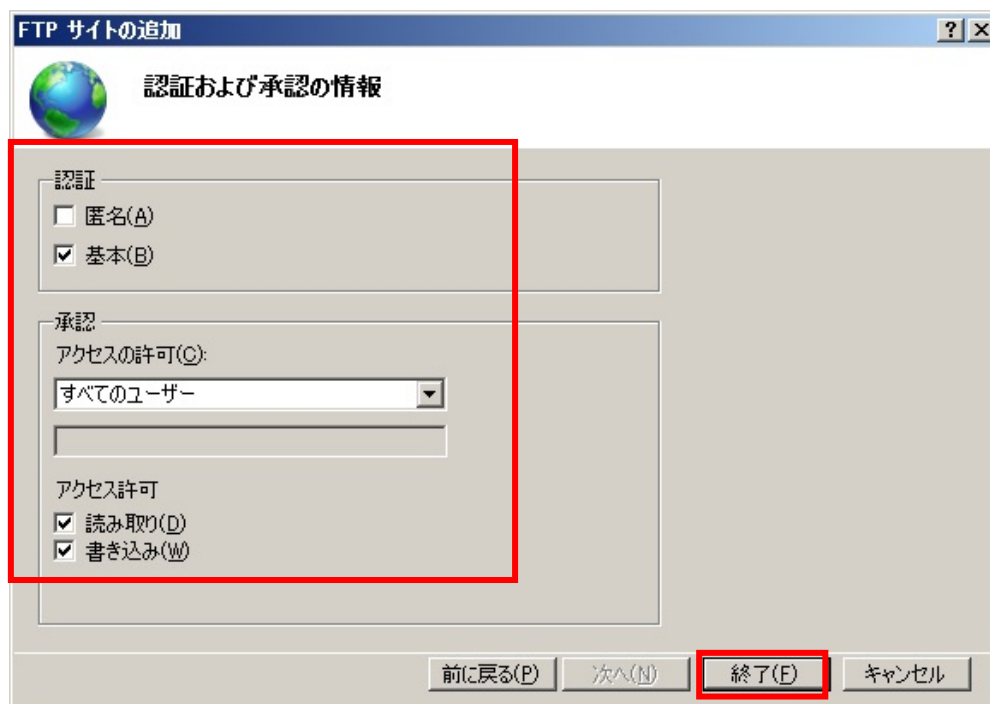 FTP サイトの追加
認証および承認の情報
認証
匿名(A)
基本(B)
承認
アクセスの許可(C):
すべてのユーザー
アクセス許可
読み取り(D)
書き込み(W)
前に戻る(P) 次へ(N) 終了(F) キャンセル